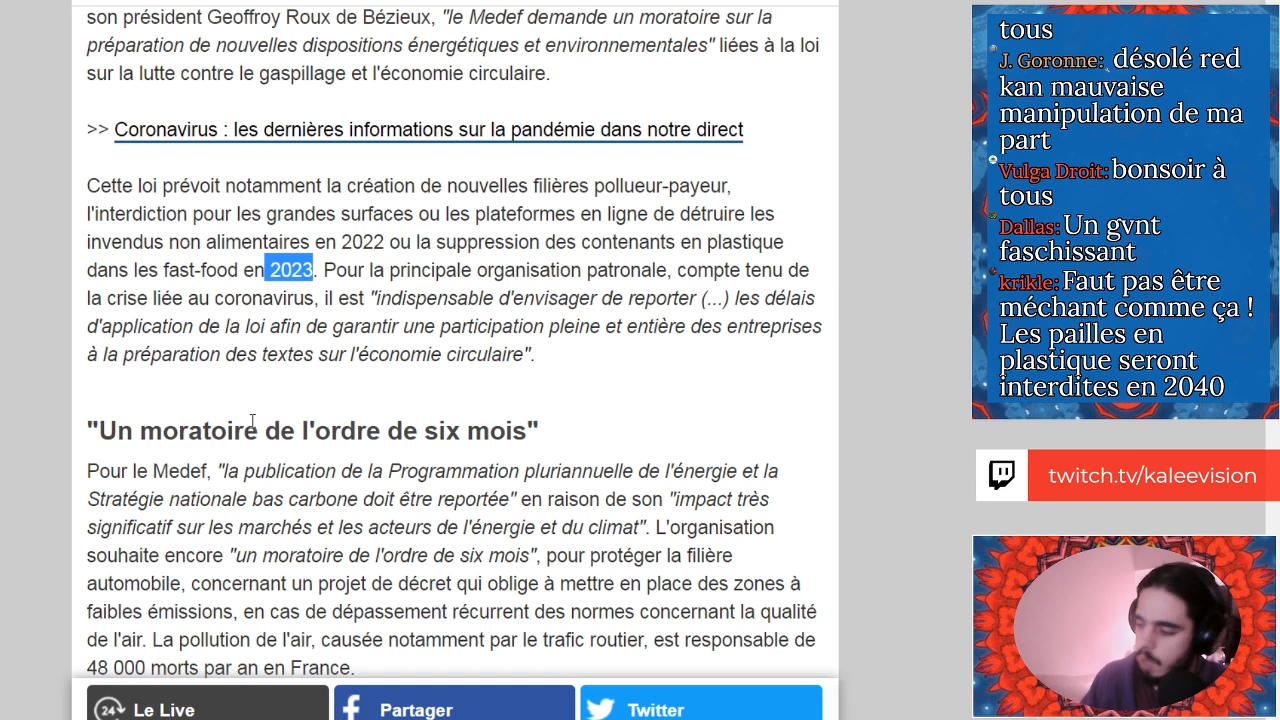 son président Geoffroy Roux de Bézieux, "le Medef demande un moratoire sur la
préparation de nouvelles dispositions énergétiques et environnementales" liées à la loi
sur la lutte contre le gaspillage et l'économie circulaire.
>> Coronavirus : les dernières informations sur la pandémie dans notre direct
Cette loi prévoit notamment la création de nouvelles filières pollueur-payeur,
l'interdiction pour les grandes surfaces ou les plateformes en ligne de détruire les
invendus non alimentaires en 2022 ou la suppression des contenants en plastique
dans les fast-food en 2023. Pour la principale organisation patronale, compte tenu de
la crise liée au coronavirus, il est "indispensable d'envisager de reporter (...) les délais
d'application de la loi afin de garantir une participation pleine et entière des entreprises
à la préparation des textes sur l'économie circulaire".
"Un moratoire de l'ordre de six mois"
Pour le Medef, "la publication de la Programmation pluriannuelle de l'énergie et la
Stratégie nationale bas carbone doit être reportée" en raison de son "impact très
significatif sur les marchés et les acteurs de l'énergie et du climat". L'organisation
souhaite encore "un moratoire de l'ordre de six mois", pour protéger la filière
automobile, concernant un projet de décret qui oblige à mettre en place des zones à
faibles émissions, en cas de dépassement récurrent des normes concernant la qualité
de l'air. La pollution de l'air, causée notamment par le trafic routier, est responsable de
48 000 morts par an en France.
24 Le Live
Partager
Twitter
tous
J. Goronne: désolé red
kan mauvaise
manipulation de ma
part
Vulga Droit: bonsoir à
tous
Dallas: Un gvnt
faschissant
krikle: Faut pas être
méchant comme ça !
Les pailles en
plastique seront
interdites en 2040
twitch.tv/kaleevision